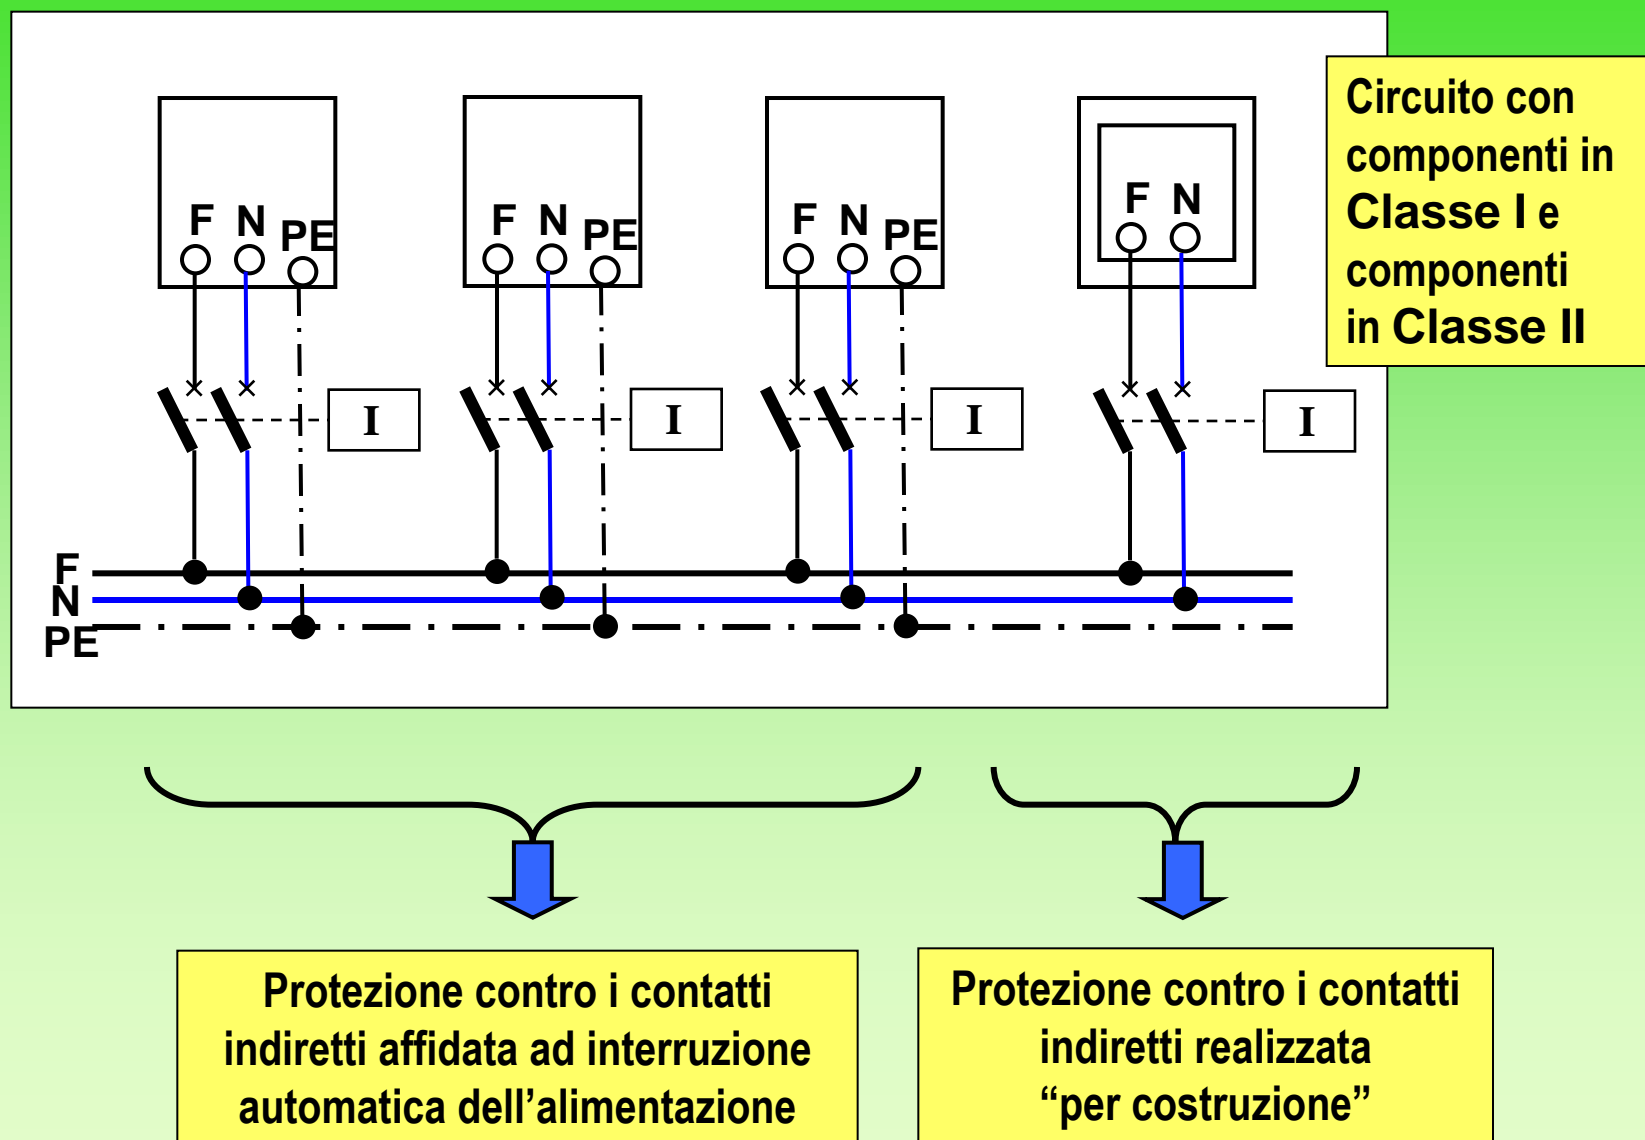 Circuito con
componenti in
Classe I e
componenti
in Classe II
F N PE
F N PE
F N PE
F N
I
I
I
I
F
N
PE
Protezione contro i contatti
indiretti affidata ad interruzione
automatica dell’alimentazione
Protezione contro i contatti
indiretti realizzata
“per costruzione”